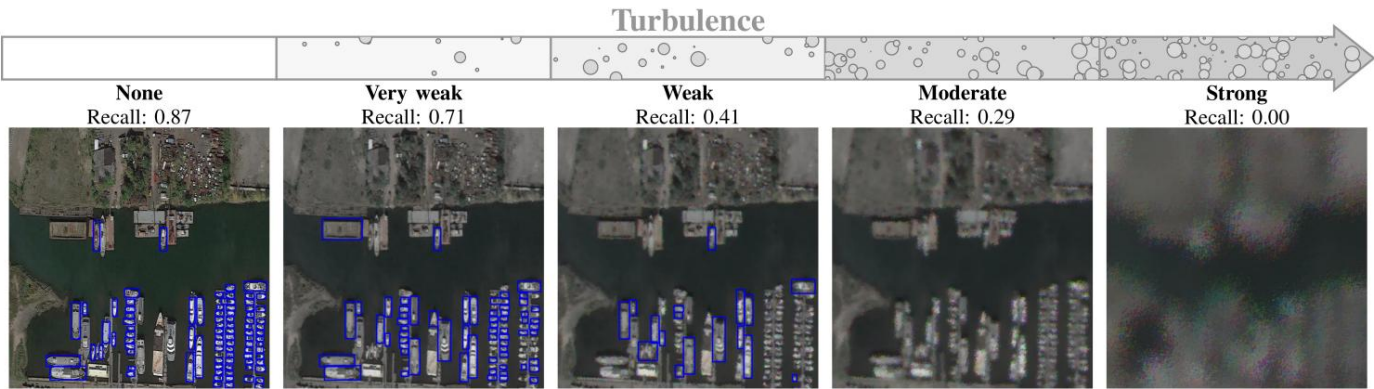 Turbulence
None Very weak Weak Moderate Strong
Recall: 0.87 Recall: 0.71 Recall: 0.41 Recall: 0.29 Recall: 0.00